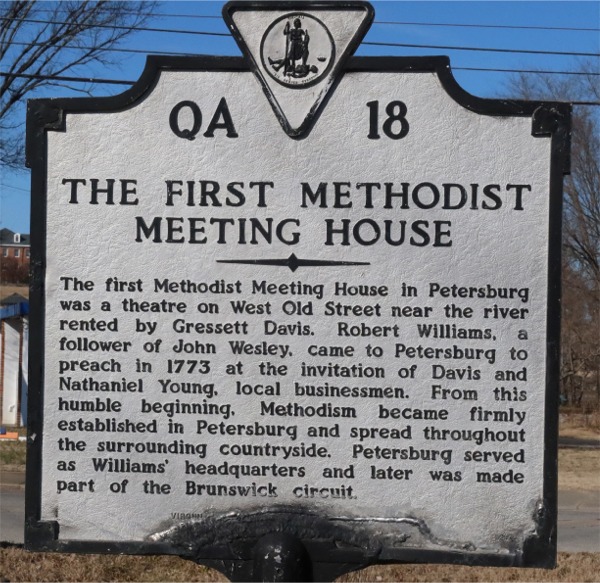 QA 18
THE FIRST METHODIST
MEETING HOUSE
The first Methodist Meeting House in Petersburg
was a theatre on West Old Street near the river
rented by Gressett Davis. Robert Williams, a
follower of John Wesley, came to Petersburg to
preach in 1773 at the invitation of Davis and
Nathaniel Young, local businessmen. From this
humble beginning, Methodism became firmly
established in Petersburg and spread throughout
the surrounding countryside. Petersburg served
as Williams' headquarters and later was made
part of the Brunswick circuit.